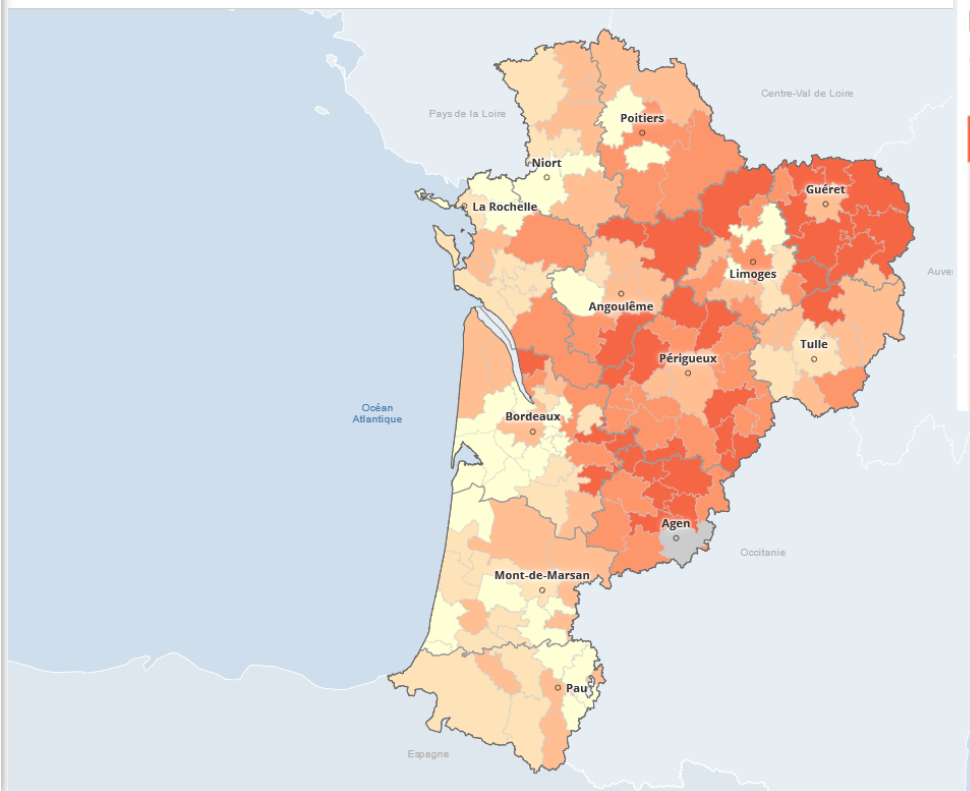 Centre-Val de Loire
Pays de la Loire
Poitiers
Niort
Guéret
La Rochelle
Limoges
Angoulême
Tulle
Périgueux
Océan
Atlantique
Bordeaux
Agen
Occitanie
Mont-de-Marsan
Pau
Espagne